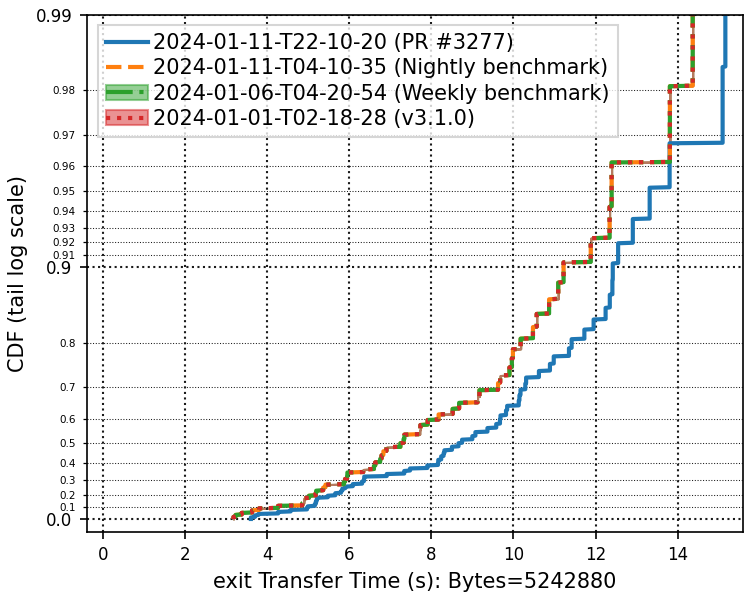 0.99
2024-01-11-T22-10-20 (PR #3277)
2024-01-11-T04-10-35 (Nightly benchmark)
2024-01-06-T04-20-54 (Weekly benchmark)
2024-01-01-T02-18-28 (v3.1.0)
0.98
0.97
0.96
0.95
0.94
0.93
0.92
0.91
0.9
0.8
0.7
0.6
0.5
0.4
0.3
0.2
0.1
0.0
CDF (tail log scale)
0 2 4 6 8 10 12 14
exit Transfer Time (s): Bytes=5242880